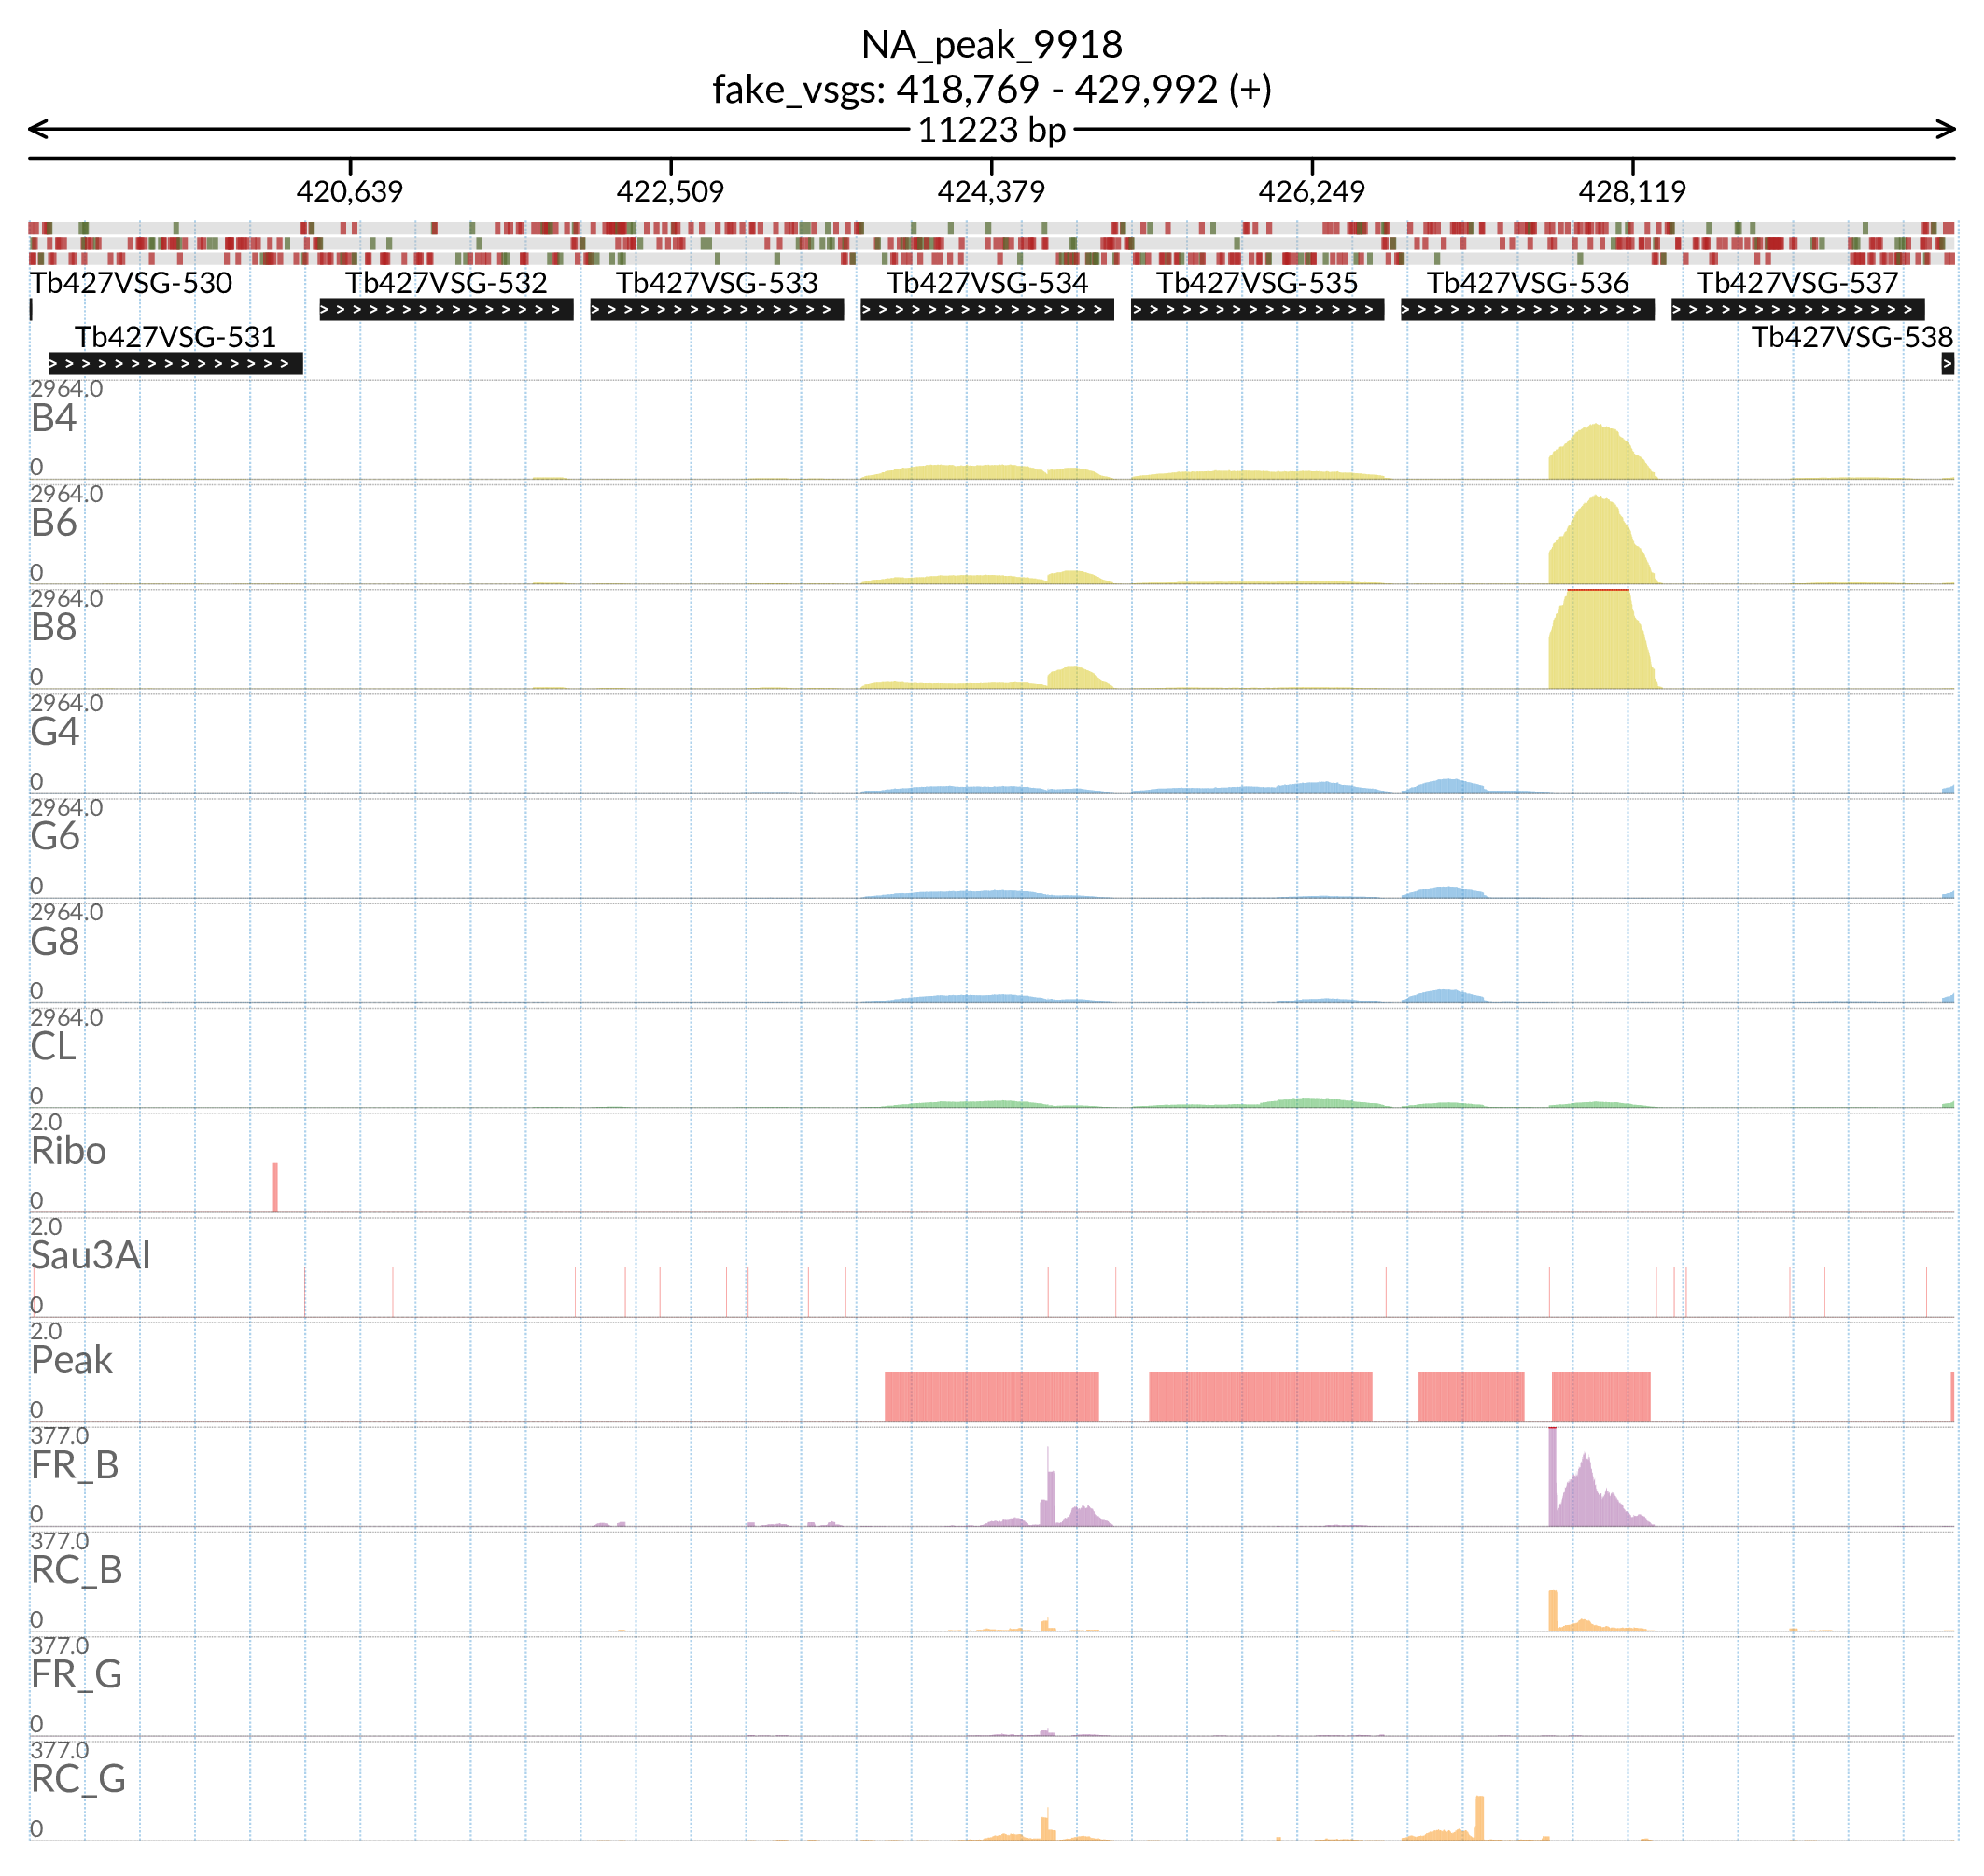 NA_peak_9918
fake_vsgs: 418,769 - 429,992 (+)
11223 bp
420,639 422,509 424,379 426,249 428,119
Tb427VSG-530 Tb427VSG-532 Tb427VSG-533 Tb427VSG-534 Tb427VSG-535 Tb427VSG-536 Tb427VSG-537
Tb427VSG-531 Tb427VSG-538
2964.0
B4
0
2964.0
B6
0
2964.0
B8
0
2964.0
G4
0
2964.0
G6
0
2964.0
G8
0
2964.0
CL
0
2.0
Ribo
0
2.0
Sau3AI
0
2.0
Peak
0
377.0
FR_B
0
377.0
RC_B
0
377.0
FR_G
0
377.0
RC_G
0